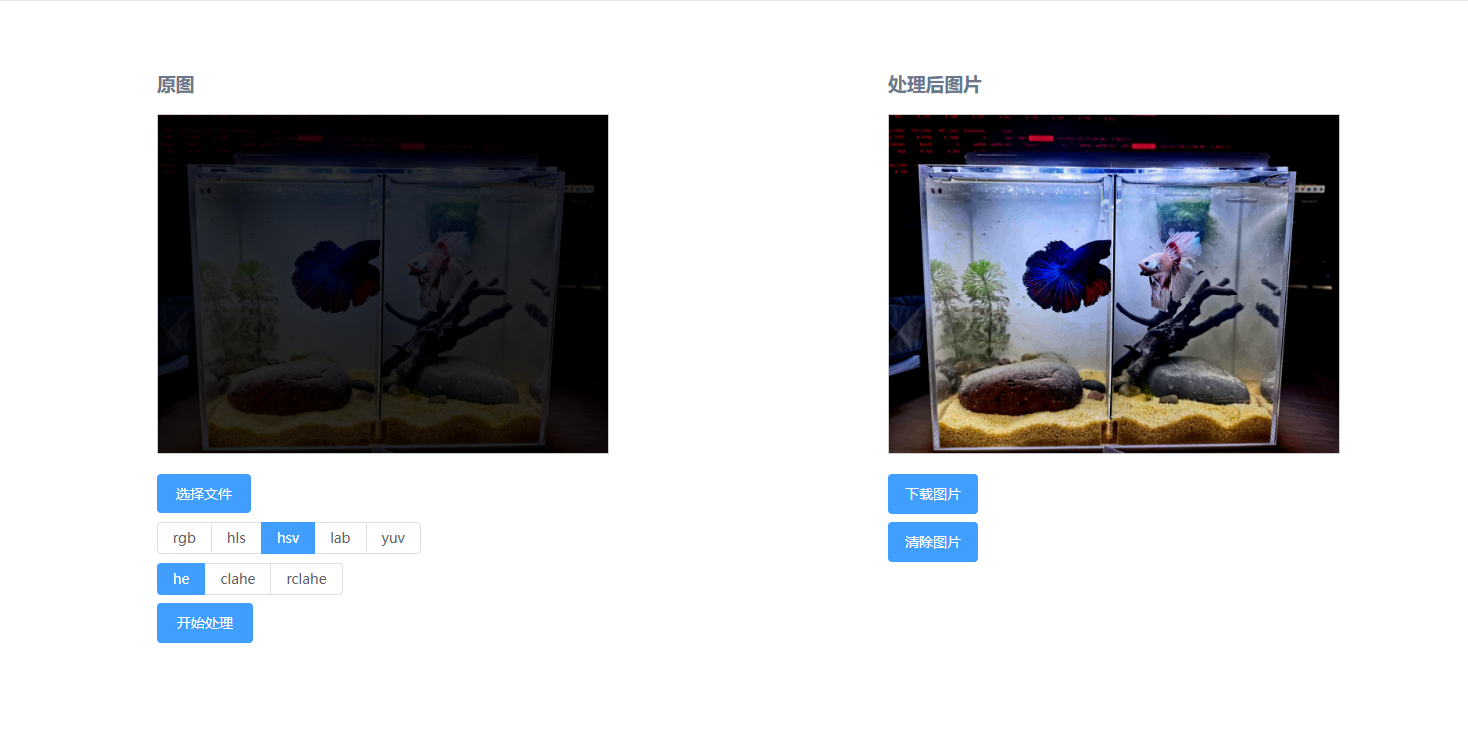 原图
处理后图片
选择文件
下载图片
rgb hls hsv lab yuv
清除图片
he clahe rclahe
开始处理